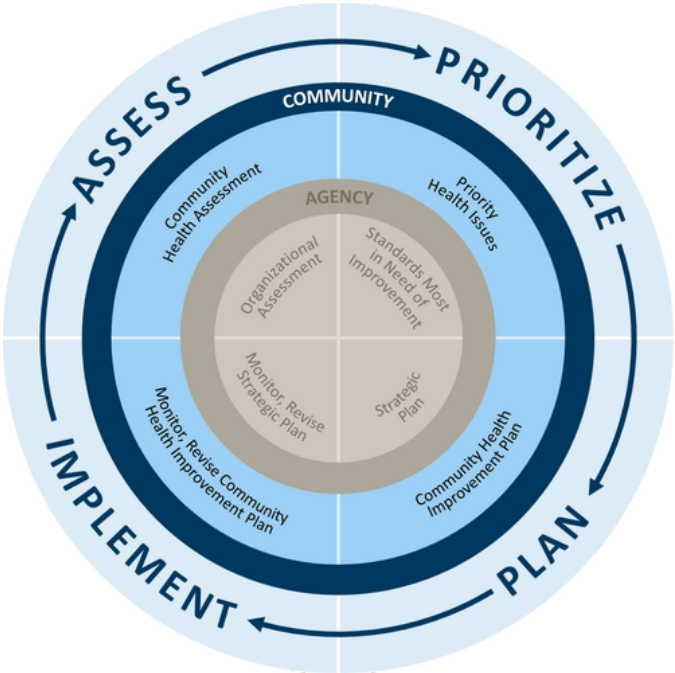 ASSESS
PRIORITIZE
COMMUNITY
Community
Health Assessment
Priority
Health Issues
AGENCY
Organizational
Assessment
Standards Most
in Need of
Improvement
Monitor, Revise
Strategic Plan
Strategic
Plan
Monitor, Revise Community
Health Improvement Plan
Community Health
Improvement Plan
IMPLEMENT
PLAN